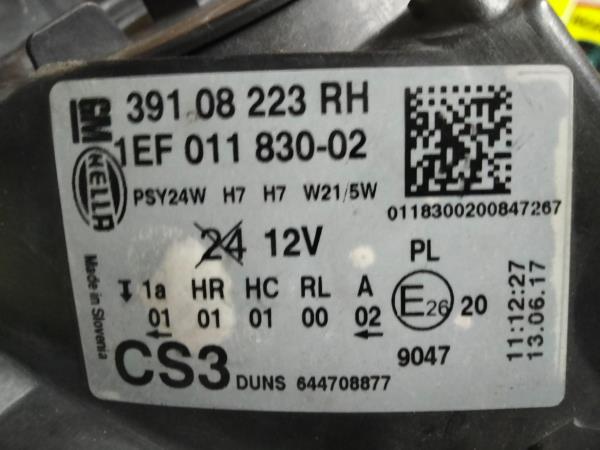 GM
39108 223 RH
1EF 011 830-02
HELLA
PSY24W H7 H7 W21/5W
0118300200847267
24 12V
PL
1a HR HC RL A
01 01 01 00 02
E26 20
9047
CS3 DUNS 644708877
Made in Slovenia
11:12:27
13.06.17